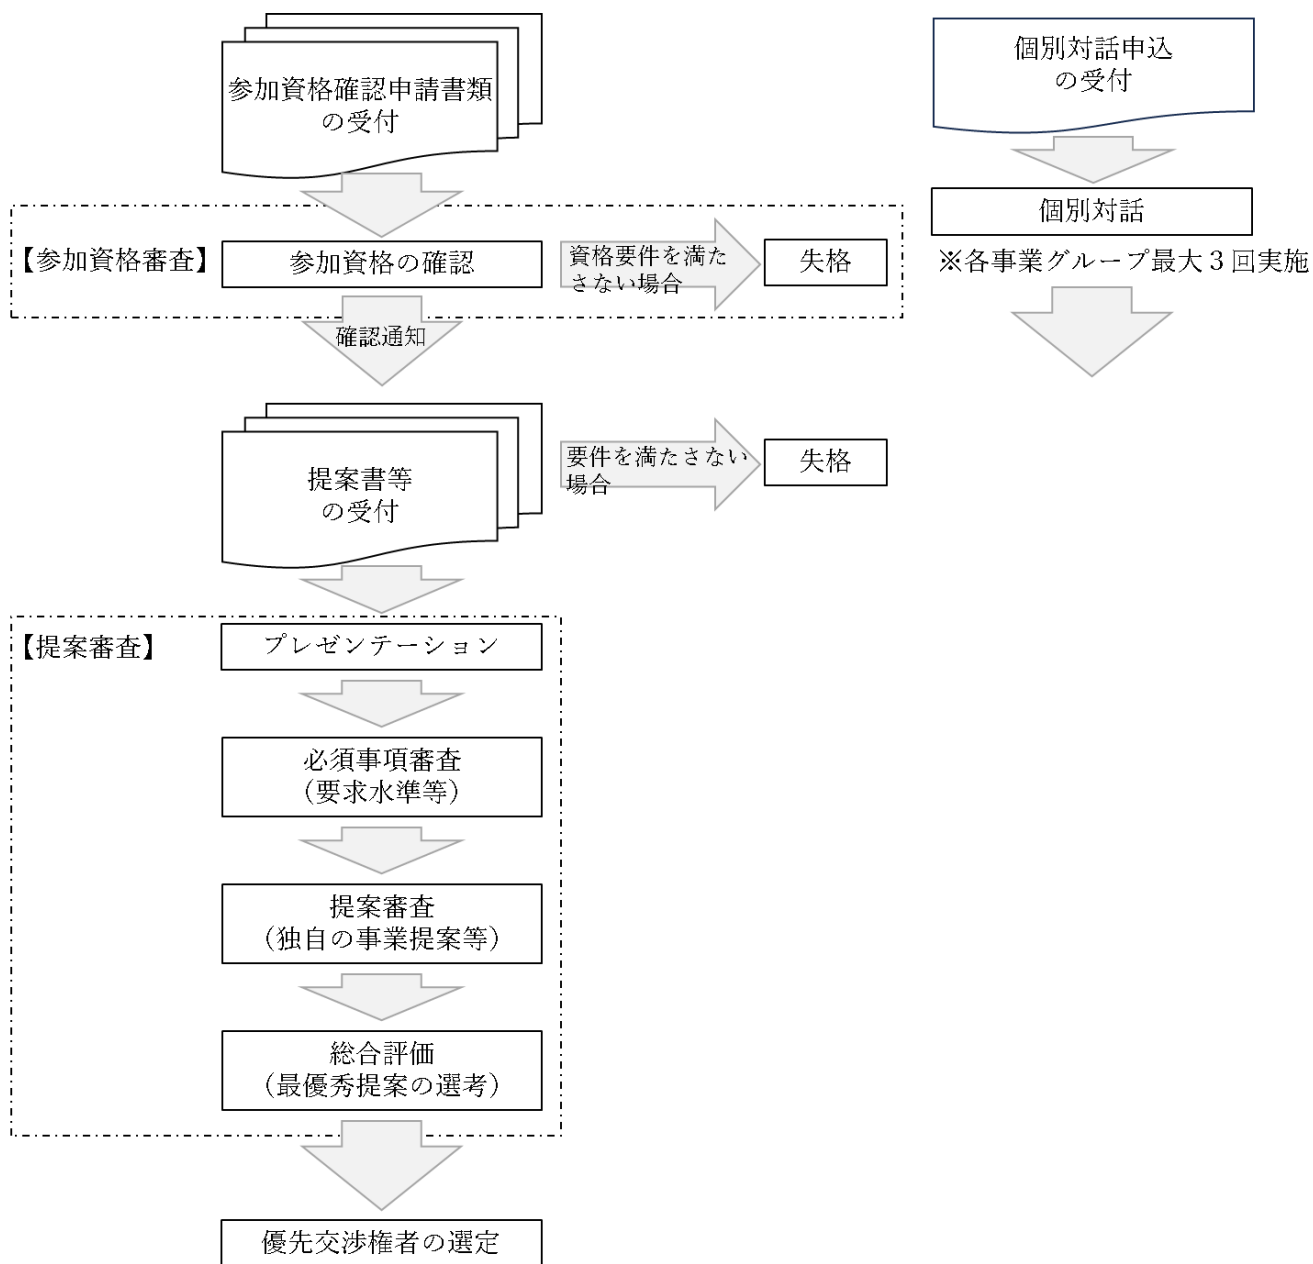 参加資格確認申請書類
の受付
個別対話申込
の受付
個別対話
※各事業グループ最大３回実施
【参加資格審査】
参加資格の確認
資格要件を満た
さない場合
失格
確認通知
提案書等
の受付
要件を満たさない
場合
失格
【提案審査】
プレゼンテーション
必須事項審査
（要求水準等）
提案審査
（独自の事業提案等）
総合評価
（最優秀提案の選考）
優先交渉権者の選定